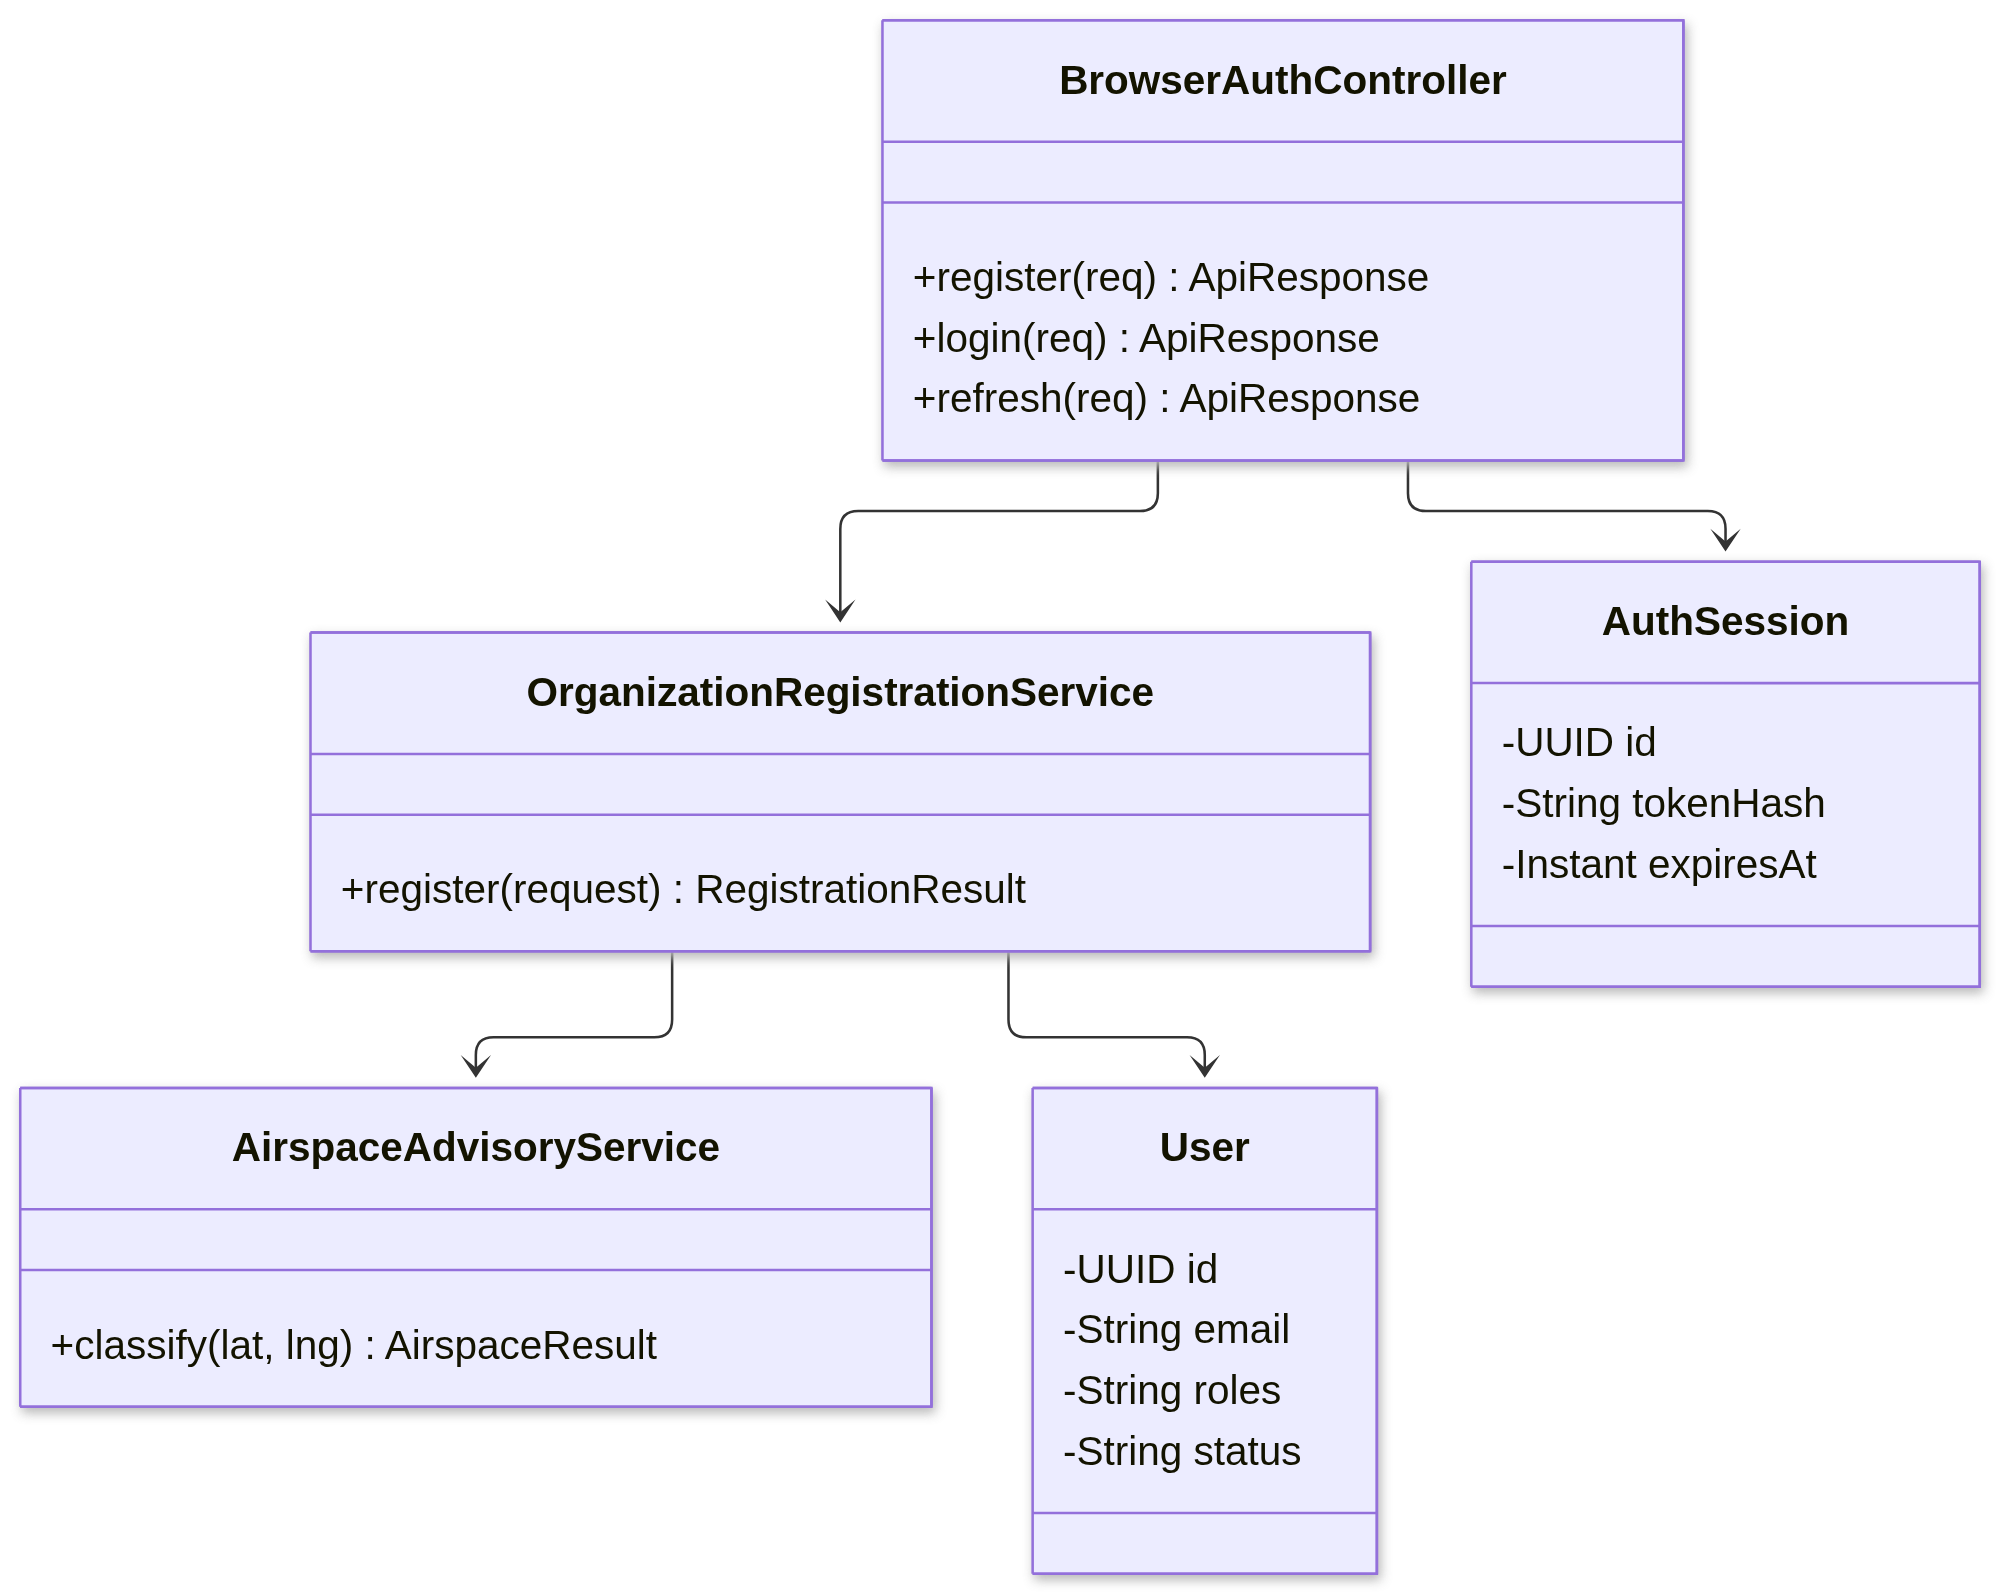 BrowserAuthController
+register(req) : ApiResponse
+login(req) : ApiResponse
+refresh(req) : ApiResponse
OrganizationRegistrationService
+register(request) : RegistrationResult
AuthSession
-UUID id
-String tokenHash
-Instant expiresAt
AirspaceAdvisoryService
+classify(lat, lng) : AirspaceResult
User
-UUID id
-String email
-String roles
-String status